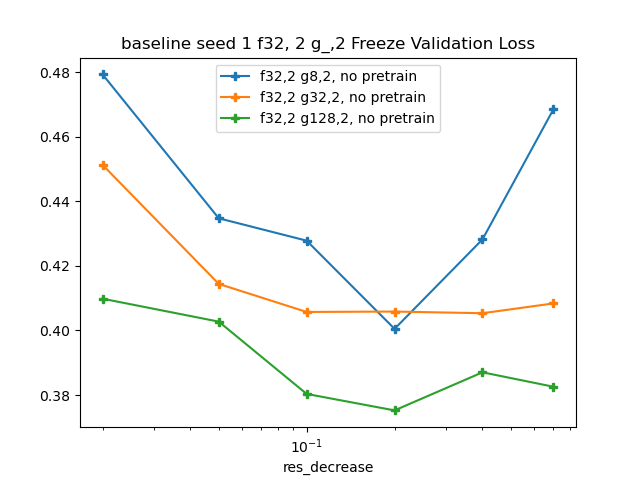 baseline seed 1 f32, 2 g_,2 Freeze Validation Loss
f32,2 g8,2, no pretrain
f32,2 g32,2, no pretrain
f32,2 g128,2, no pretrain
0.48
0.46
0.44
0.42
0.40
0.38
10⁻¹
res_decrease